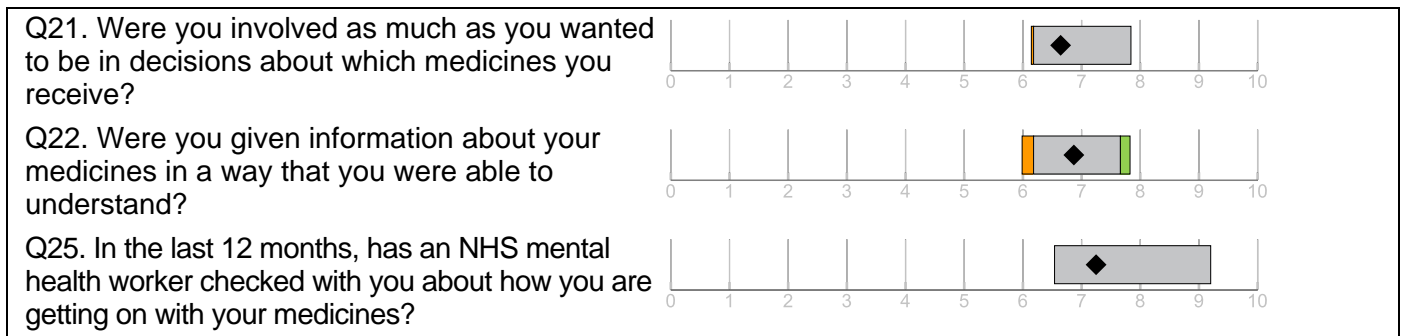 Q21. Were you involved as much as you wanted
to be in decisions about which medicines you
receive?
0 1 2 3 4 5 6 7 8 9 10
Q22. Were you given information about your
medicines in a way that you were able to
understand?
0 1 2 3 4 5 6 7 8 9 10
Q25. In the last 12 months, has an NHS mental
health worker checked with you about how you are
getting on with your medicines?
0 1 2 3 4 5 6 7 8 9 10